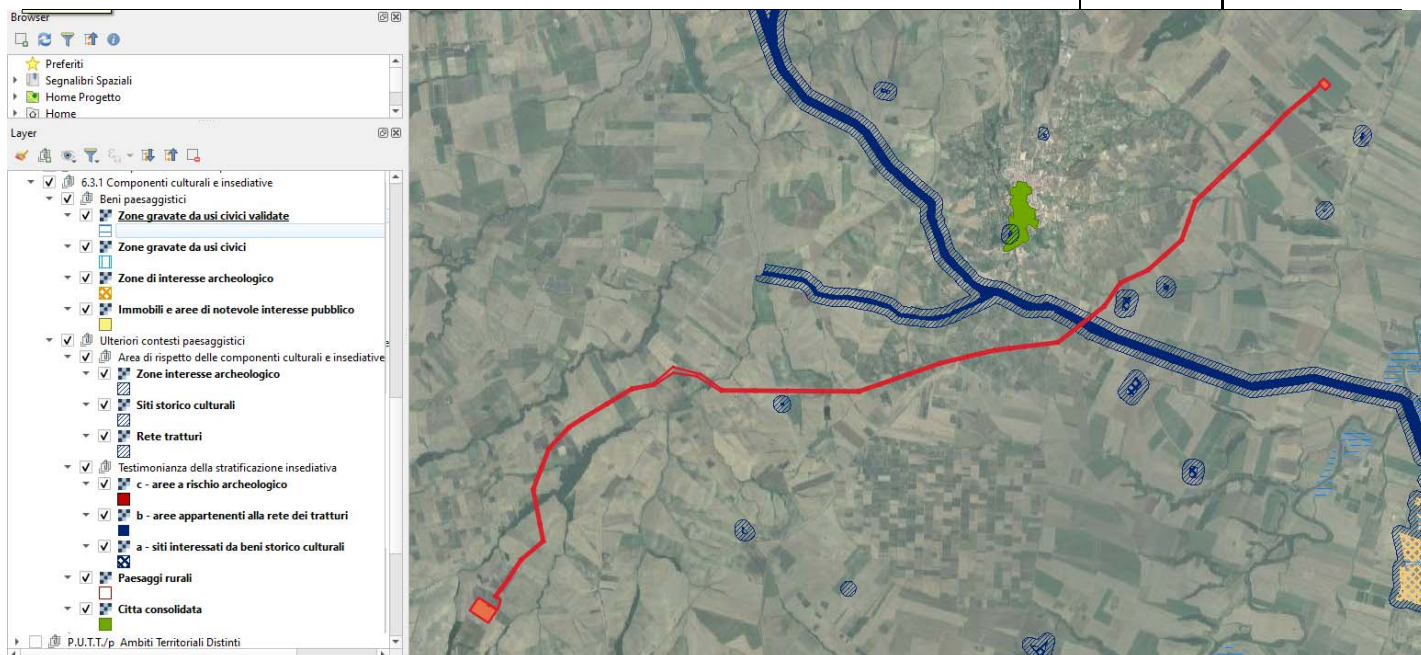 Browser
Preferiti
Segnalibri Spaziali
Home Progetto
Home
Layer
6.3.1 Componenti culturali e insediative
Beni paesaggistici
Zone gravate da usi civici validate
Zone gravate da usi civici
Zone di interesse archeologico
Immobili e aree di notevole interesse pubblico
Ulteriori contesti paesaggistici
Area di rispetto delle componenti culturali e insediative
Zone interesse archeologico
Siti storico culturali
Rete tratturi
Testimonianza della stratificazione insediativa
c - aree a rischio archeologico
b - aree appartenenti alla rete dei tratturi
a - siti interessati da beni storico culturali
Paesaggi rurali
Citta consolidata
P.U.T.T./p Ambiti Territoriali Distinti